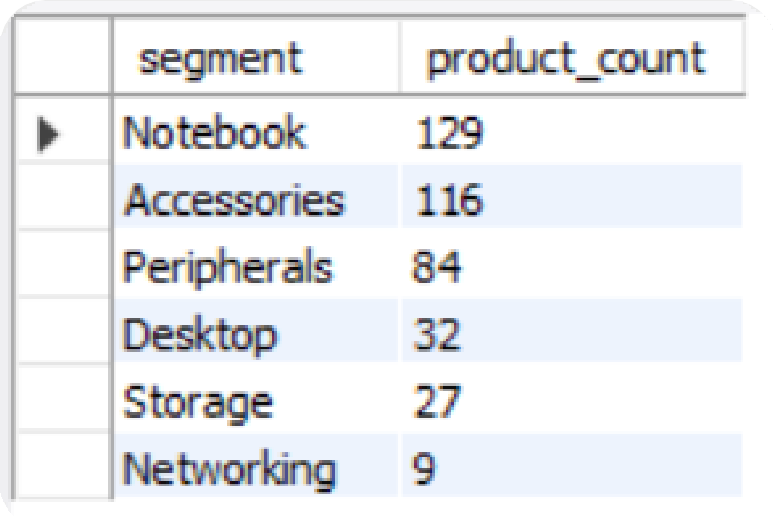 segment product_count
Notebook 129
Accessories 116
Peripherals 84
Desktop 32
Storage 27
Networking 9